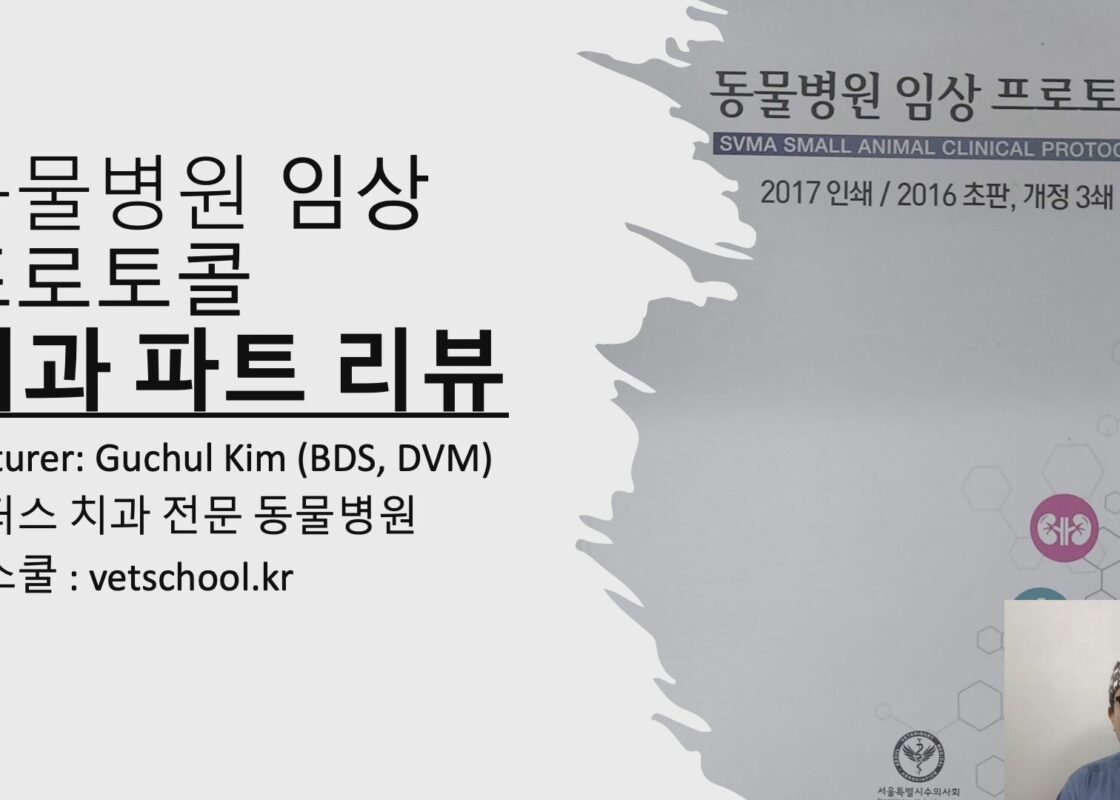 물병원 임상
로토콜
과 파트 리뷰
turer: Guchul Kim (BDS, DVM)
스 치과 전문 동물병원
스쿨 : vetschool.kr
동물병원 임상 프로토
SVMA SMALL ANIMAL CLINICAL PROTOC
2017 인쇄 / 2016 초판, 개정 3쇄
서울특별시수의사회